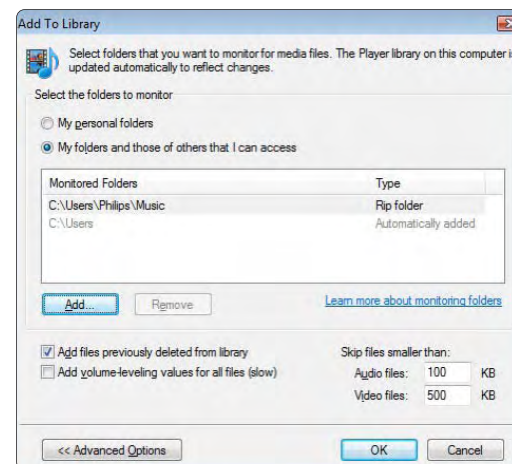 Add To Library
Select folders that you want to monitor for media files. The Player library on this computer is
updated automatically to reflect changes.
Select the folders to monitor
My personal folders
My folders and those of others that I can access
Monitored Folders Type
C:\Users\Philips\Music Rip folder
C:\Users Automatically added
Add... Remove Learn more about monitoring folders
Add files previously deleted from library Skip files smaller than:
Add volume-leveling values for all files (slow) Audio files: 100 KB
Video files: 500 KB
<< Advanced Options OK Cancel